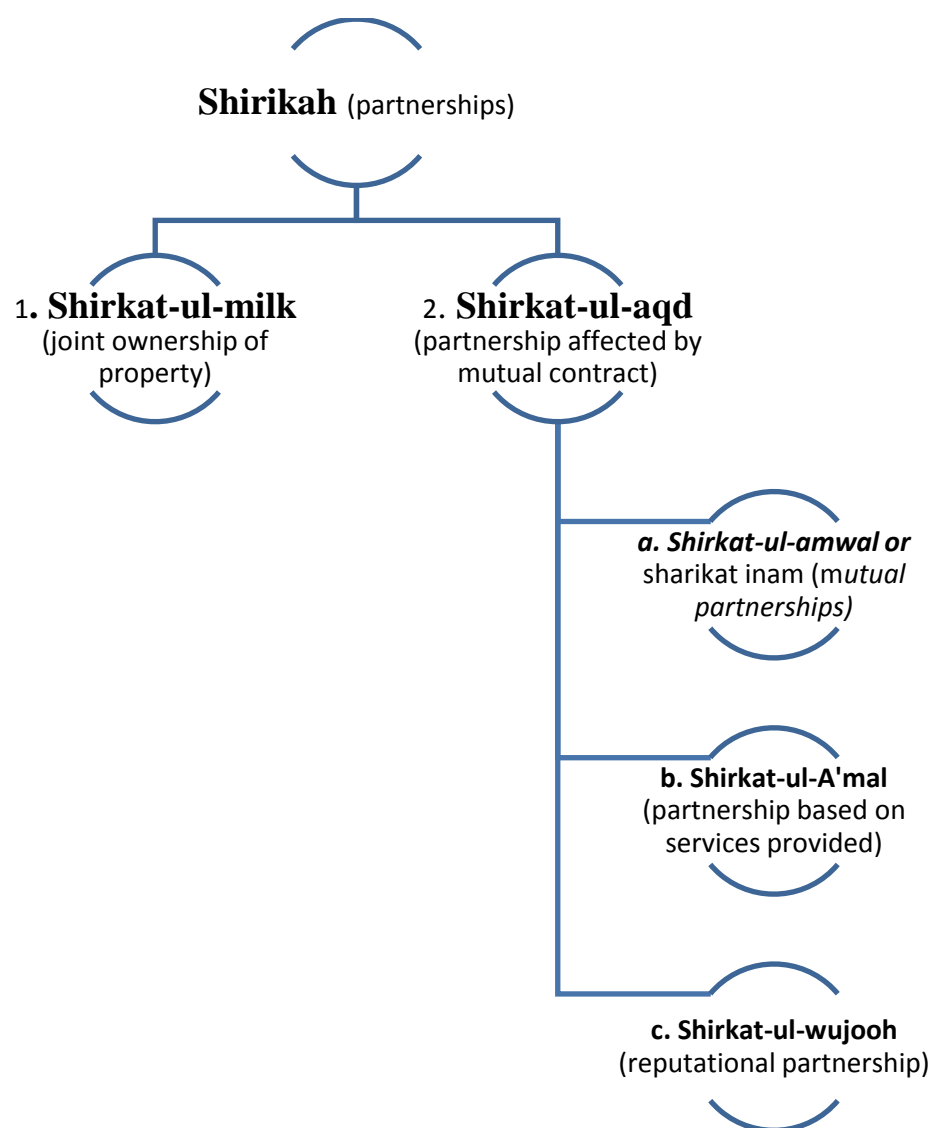 Shirikah (partnerships)
1. Shirkat-ul-milk
(joint ownership of
property)
2. Shirkat-ul-aqd
(partnership affected by
mutual contract)
a. Shirkat-ul-amwal or
sharikat inam (mutual
partnerships)
b. Shirkat-ul-A'mal
(partnership based on
services provided)
c. Shirkat-ul-wujooh
(reputational partnership)